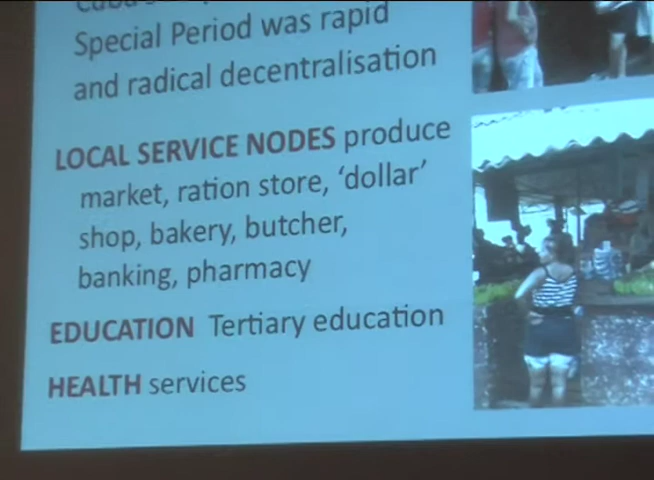 Special Period was rapid
and radical decentralisation
LOCAL SERVICE NODES produce
market, ration store, ‘dollar’
shop, bakery, butcher,
banking, pharmacy
EDUCATION Tertiary education
HEALTH services